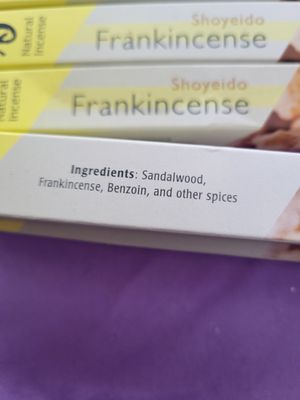 Natural
Incense
Shoyeido
Frankincense
Natural
Incense
Shoyeido
Frankincense
Ingredients: Sandalwood,
Frankincense, Benzoin, and other spices